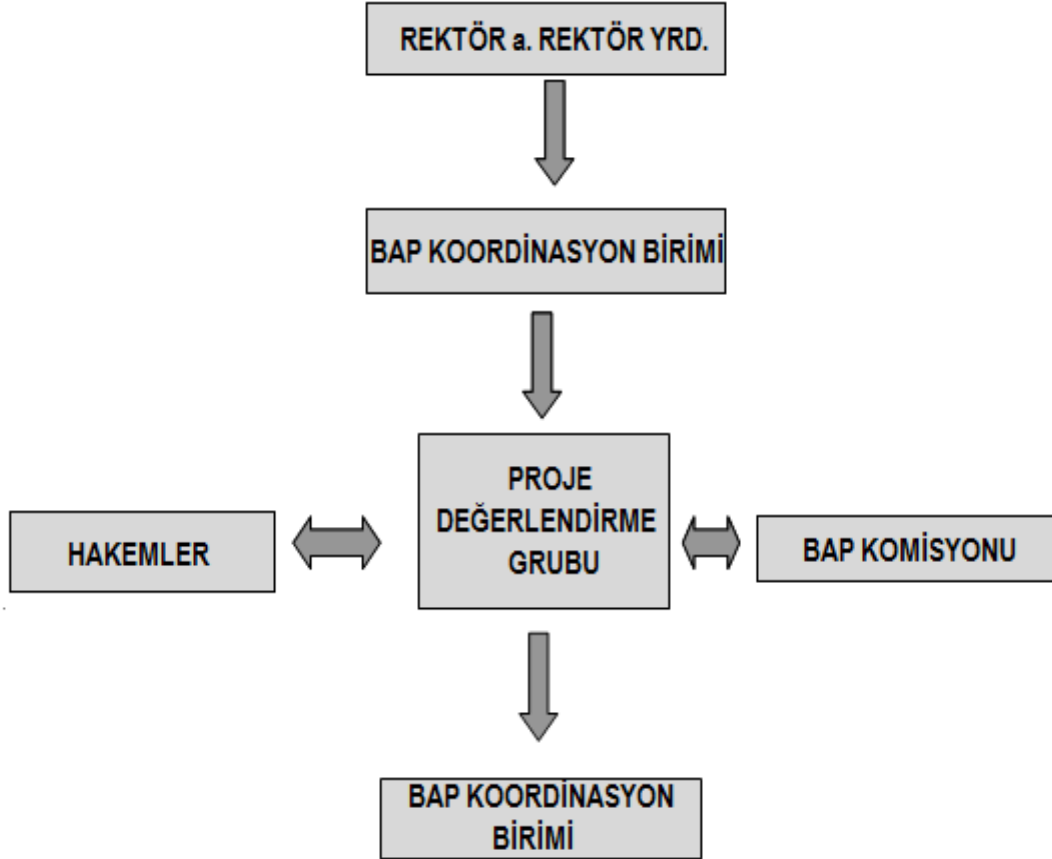 REKTÖR a. REKTÖR YRD.
BAP KOORDİNASYON BİRİMİ
PROJE
DEĞERLENDİRME
GRUBU
HAKEMLER
BAP KOMİSYONU
BAP KOORDİNASYON
BİRİMİ